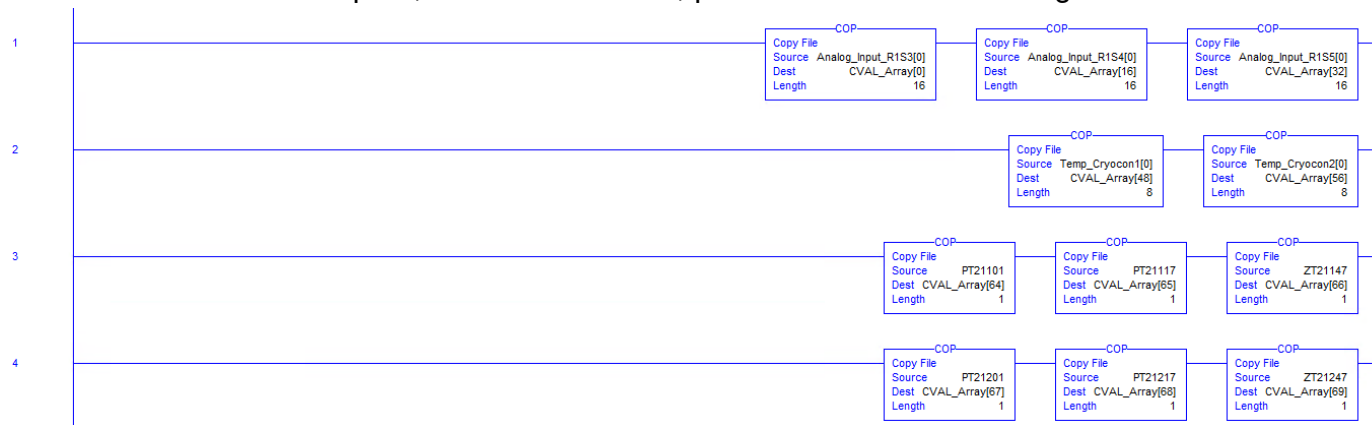 1
COP
Copy File
Source Analog_Input_R1S3[0]
Dest CVAL_Array[0]
Length 16
COP
Copy File
Source Analog_Input_R1S4[0]
Dest CVAL_Array[16]
Length 16
COP
Copy File
Source Analog_Input_R1S5[0]
Dest CVAL_Array[32]
Length 16
2
COP
Copy File
Source Temp_Cryocon1[0]
Dest CVAL_Array[48]
Length 8
COP
Copy File
Source Temp_Cryocon2[0]
Dest CVAL_Array[56]
Length 8
3
COP
Copy File
Source PT21101
Dest CVAL_Array[64]
Length 1
COP
Copy File
Source PT21117
Dest CVAL_Array[65]
Length 1
COP
Copy File
Source ZT21147
Dest CVAL_Array[66]
Length 1
4
COP
Copy File
Source PT21201
Dest CVAL_Array[67]
Length 1
COP
Copy File
Source PT21217
Dest CVAL_Array[68]
Length 1
COP
Copy File
Source ZT21247
Dest CVAL_Array[69]
Length 1